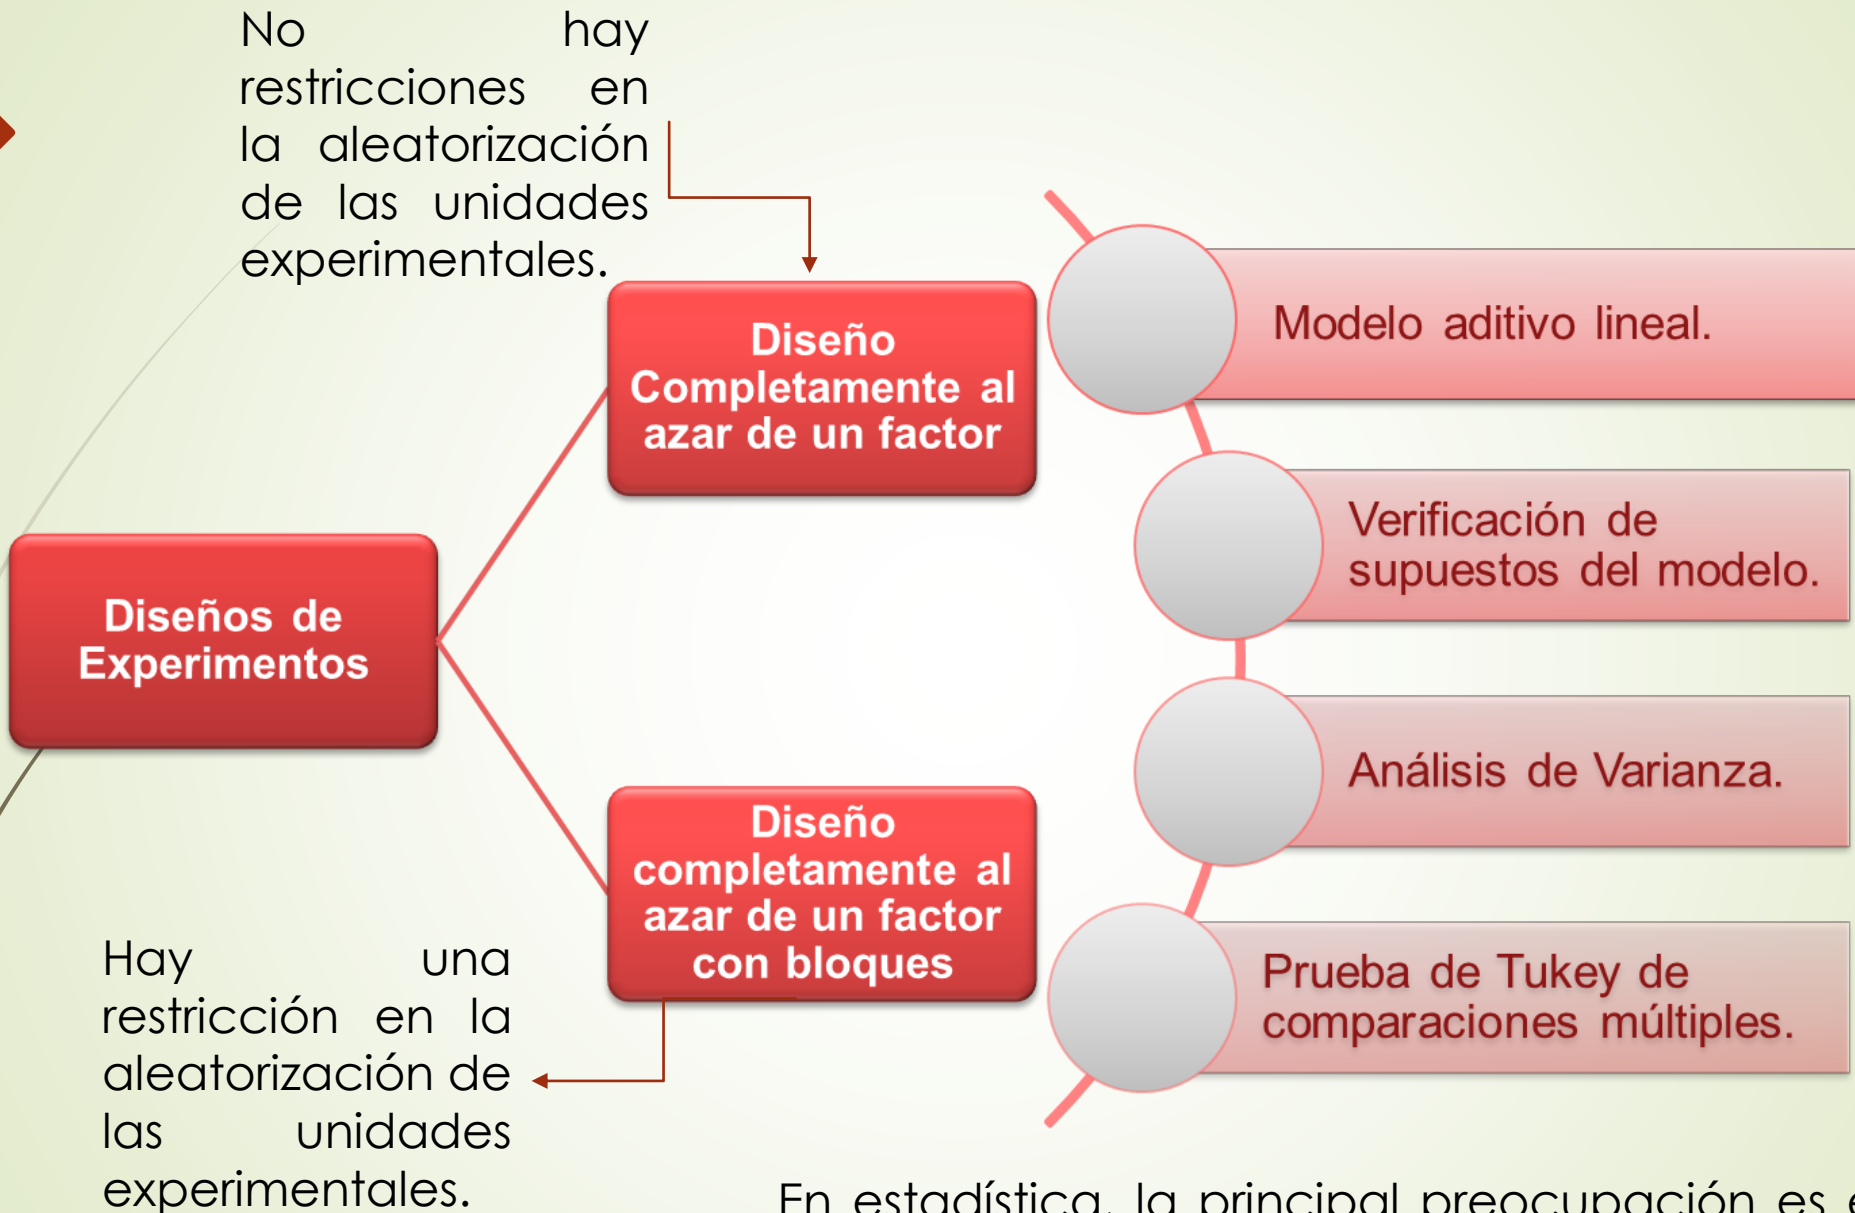 No hay
restricciones en
la aleatorización
de las unidades
experimentales.
Diseño
Completamente al
azar de un factor
Modelo aditivo lineal.
Verificación de
supuestos del modelo.
Diseños de
Experimentos
Análisis de Varianza.
Diseño
completamente al
azar de un factor
con bloques
Prueba de Tukey de
comparaciones múltiples.
Hay una
restricción en la
aleatorización de
las unidades
experimentales.
En estadística, la principal preocupación es